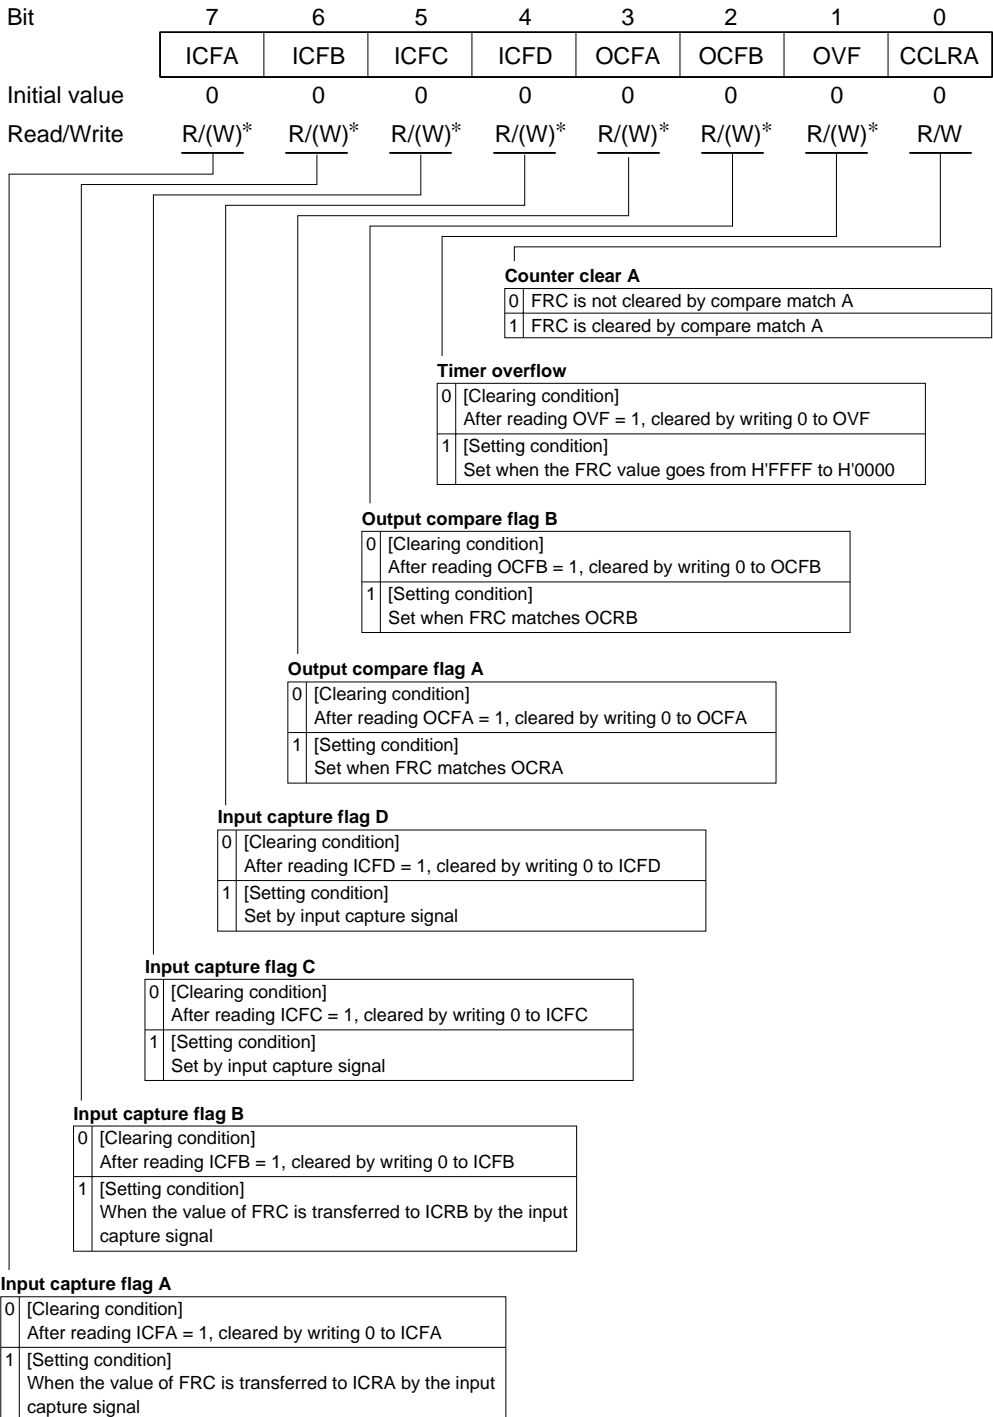 Bit 7 6 5 4 3 2 1 0
ICFA ICFB ICFC ICFD OCFA OCFB OVF CCLRA
Initial value 0 0 0 0 0 0 0 0
Read/Write R/(W)* R/(W)* R/(W)* R/(W)* R/(W)* R/(W)* R/(W)* R/W
Counter clear A
0 FRC is not cleared by compare match A
1 FRC is cleared by compare match A
Timer overflow
0 [Clearing condition]
After reading OVF = 1, cleared by writing 0 to OVF
1 [Setting condition]
Set when the FRC value goes from H'FFFF to H'0000
Output compare flag B
0 [Clearing condition]
After reading OCFB = 1, cleared by writing 0 to OCFB
1 [Setting condition]
Set when FRC matches OCRB
Output compare flag A
0 [Clearing condition]
After reading OCFA = 1, cleared by writing 0 to OCFA
1 [Setting condition]
Set when FRC matches OCRA
Input capture flag D
0 [Clearing condition]
After reading ICFD = 1, cleared by writing 0 to ICFD
1 [Setting condition]
Set by input capture signal
Input capture flag C
0 [Clearing condition]
After reading ICFC = 1, cleared by writing 0 to ICFC
1 [Setting condition]
Set by input capture signal
Input capture flag B
0 [Clearing condition]
After reading ICFB = 1, cleared by writing 0 to ICFB
1 [Setting condition]
When the value of FRC is transferred to ICRB by the input
capture signal
Input capture flag A
0 [Clearing condition]
After reading ICFA = 1, cleared by writing 0 to ICFA
1 [Setting condition]
When the value of FRC is transferred to ICRA by the input
capture signal